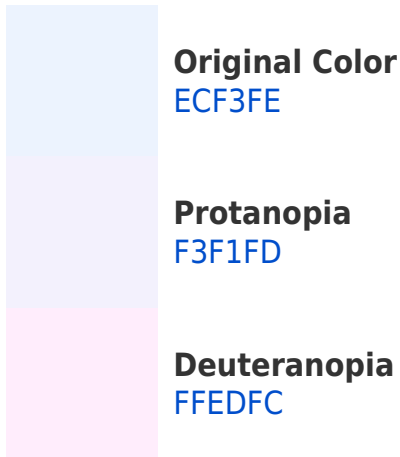 Original Color
ECF3FE
Protanopia
F3F1FD
Deuteranopia
FFEDFC